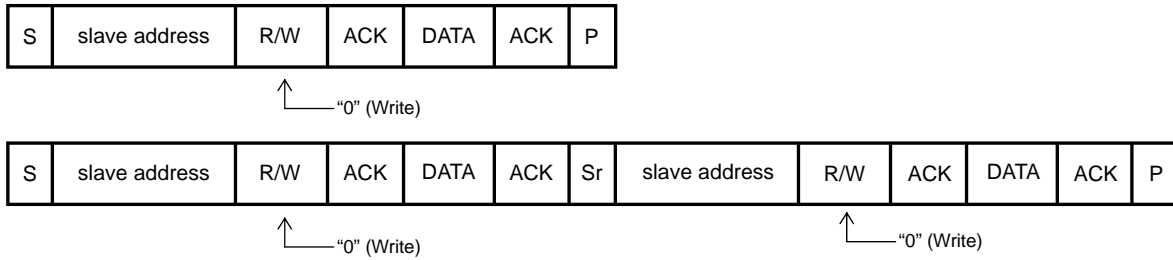 S slave address R/W ACK DATA ACK P
“0” (Write)
S slave address R/W ACK DATA ACK Sr slave address R/W ACK DATA ACK P
“0” (Write) “0” (Write)